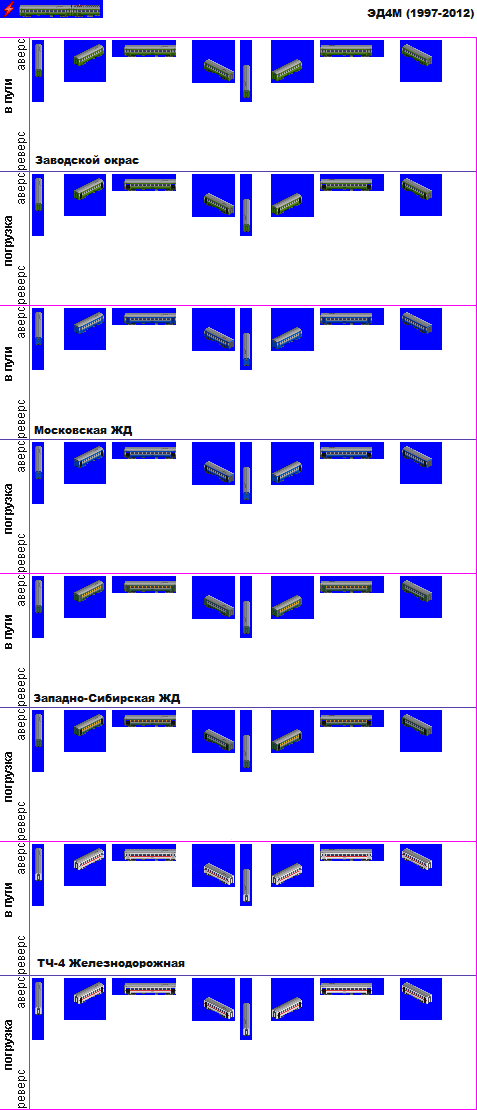 ЭД4М (1997-2012)
в пути
аверс
реверс
Заводской окрас
погрузка
аверс
реверс
в пути
аверс
реверс
Московская ЖД
погрузка
аверс
реверс
в пути
аверс
реверс
Западно-Сибирская ЖД
погрузка
аверс
реверс
в пути
аверс
реверс
ТЧ-4 Железнодорожная
погрузка
аверс
реверс